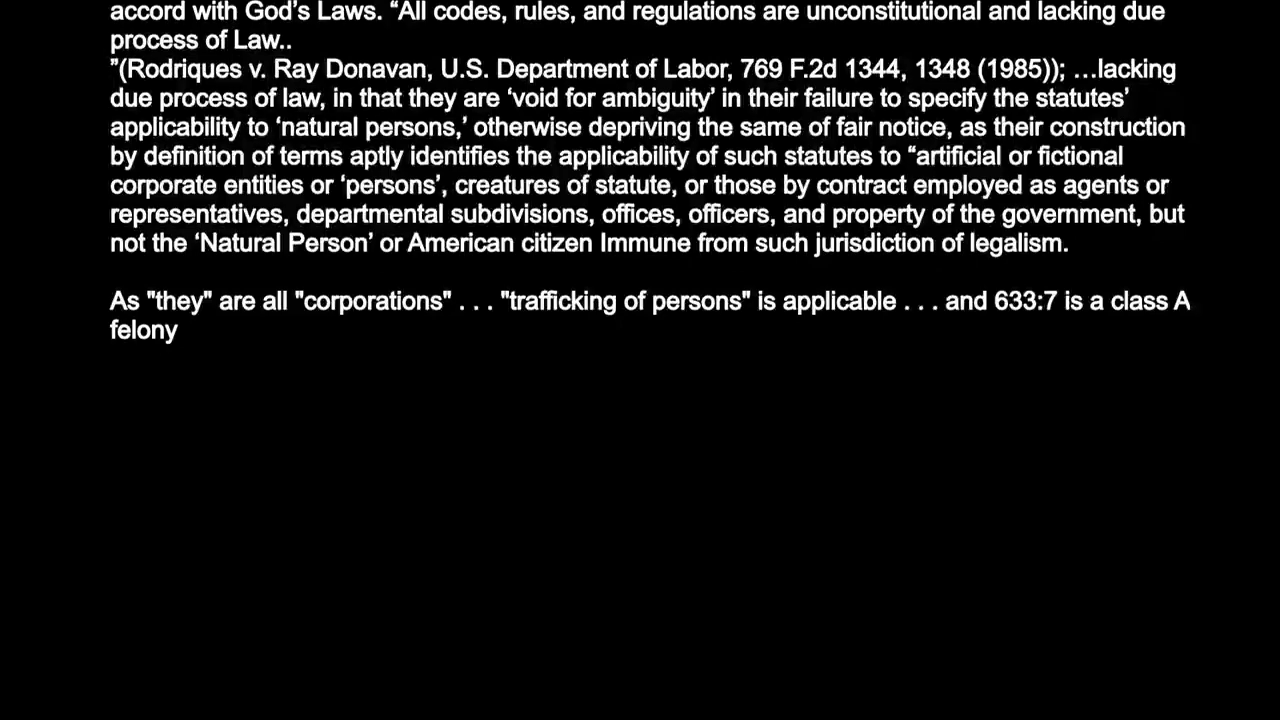 accord with God’s Laws. “All codes, rules, and regulations are unconstitutional and lacking due
process of Law..
”(Rodriques v. Ray Donavan, U.S. Department of Labor, 769 F.2d 1344, 1348 (1985)); …lacking
due process of law, in that they are ‘void for ambiguity’ in their failure to specify the statutes’
applicability to ‘natural persons,’ otherwise depriving the same of fair notice, as their construction
by definition of terms aptly identifies the applicability of such statutes to “artificial or fictional
corporate entities or ‘persons’, creatures of statute, or those by contract employed as agents or
representatives, departmental subdivisions, offices, officers, and property of the government, but
not the ‘Natural Person’ or American citizen Immune from such jurisdiction of legalism.
As "they" are all "corporations" . . . "trafficking of persons" is applicable . . . and 633:7 is a class A
felony